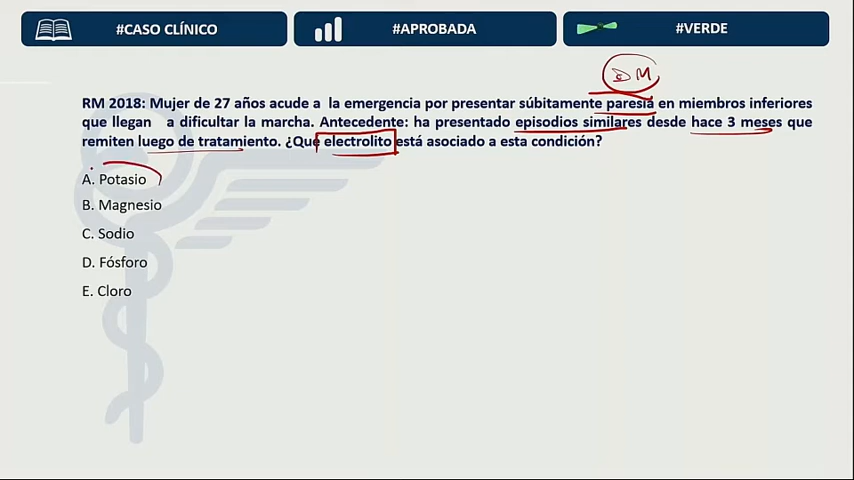 #CASO CLÍNICO
#APROBADA
#VERDE
DM
RM 2018: Mujer de 27 años acude a la emergencia por presentar súbitamente paresia en miembros inferiores
que llegan a dificultar la marcha. Antecedente: ha presentado episodios similares desde hace 3 meses que
remiten luego de tratamiento. ¿Qué electrolito está asociado a esta condición?
A. Potasio
B. Magnesio
C. Sodio
D. Fósforo
E. Cloro